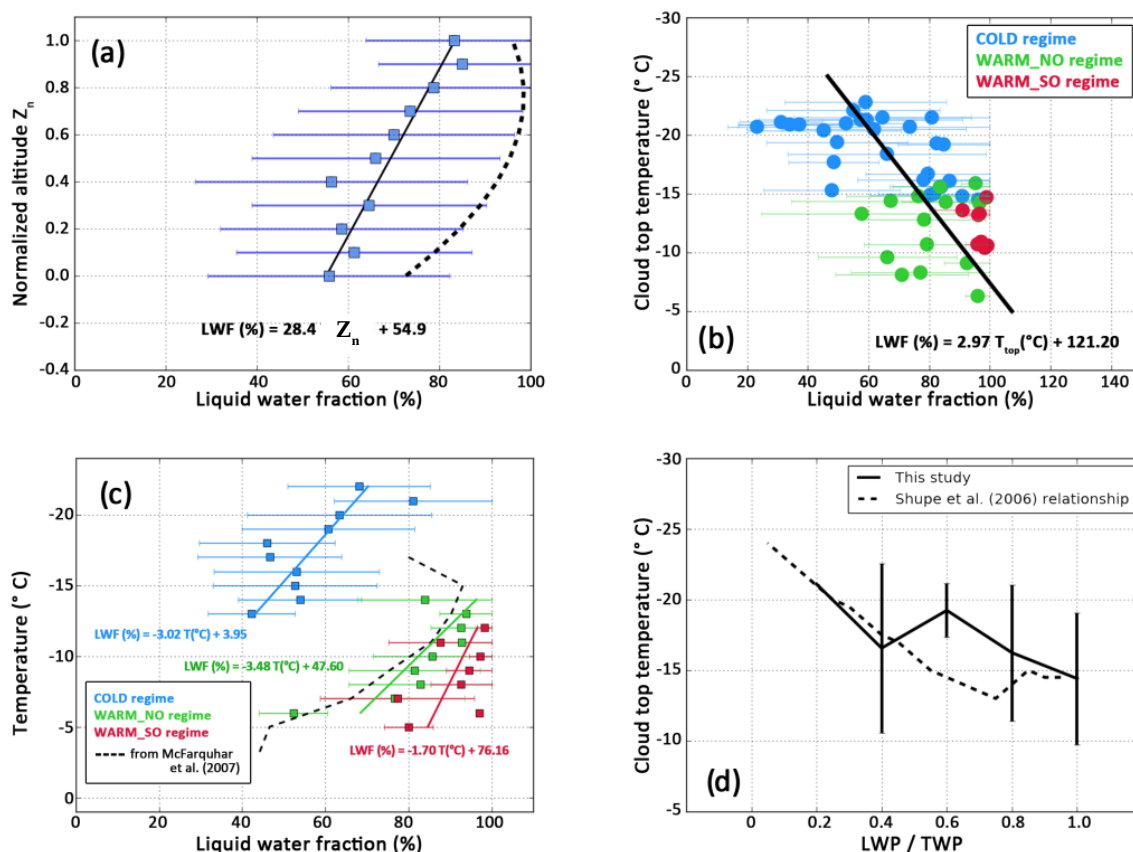 (a)
1.0
0.8
0.6
0.4
0.2
0.0
-0.2
-0.4
Normalized altitude Zn
LWF (%) = 28.4 Zn + 54.9
0 20 40 60 80 100
Liquid water fraction (%)
-30
-25
-20
-15
-10
-5
0
Cloud top temperature (° C)
COLD regime
WARM_NO regime
WARM_SO regime
(b)
LWF (%) = 2.97 Ttop(°C) + 121.20
0 20 40 60 80 100 120 140
Liquid water fraction (%)
(c)
-20
-15
-10
-5
0
Temperature (° C)
LWF (%) = -3.02 T(°C) + 3.95
LWF (%) = -3.48 T(°C) + 47.60
LWF (%) = -1.70 T(°C) + 76.16
COLD regime
WARM_NO regime
WARM_SO regime
from McFarquhar
et al. (2007)
0 20 40 60 80 100
Liquid water fraction (%)
-30
-25
-20
-15
-10
-5
Cloud top temperature (° C)
This study
Shupe et al. (2006) relationship
(d)
0.0 0.2 0.4 0.6 0.8 1.0
LWP / TWP